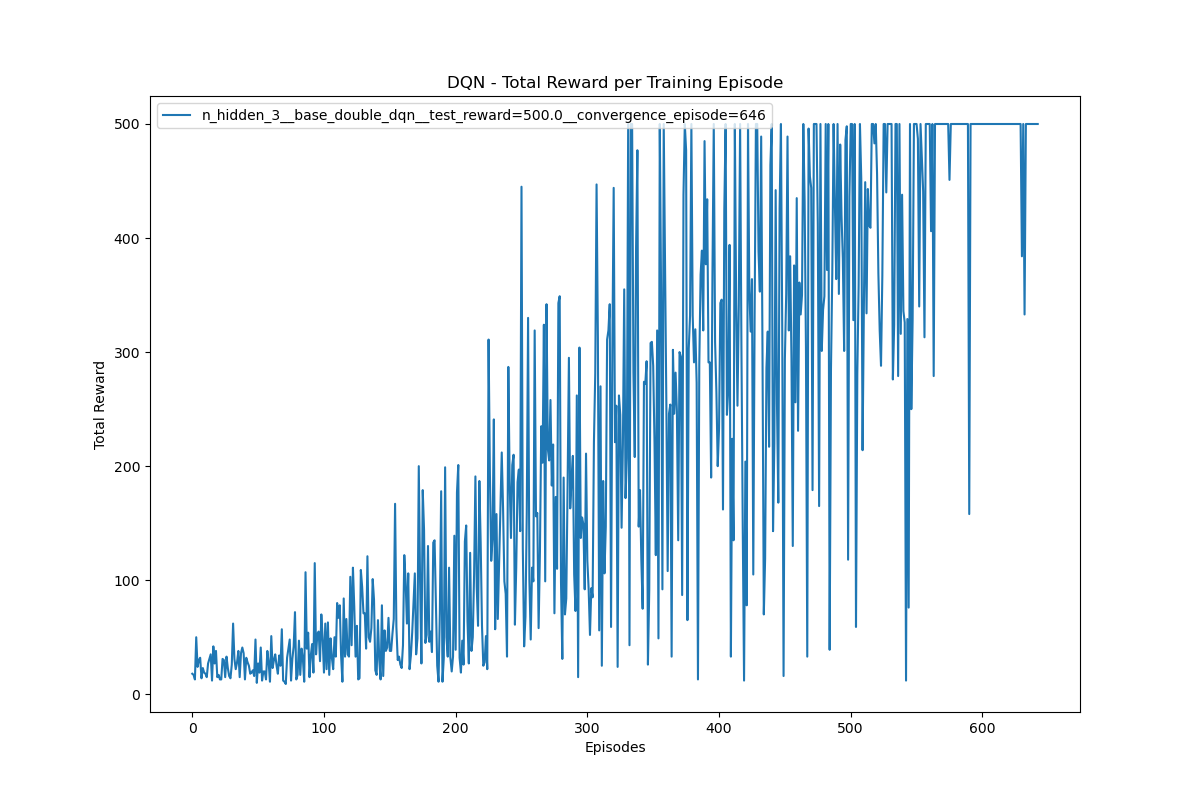 DQN - Total Reward per Training Episode
n_hidden_3__base_double_dqn__test_reward=500.0__convergence_episode=646
500
400
300
200
100
0
Total Reward
0 100 200 300 400 500 600
Episodes